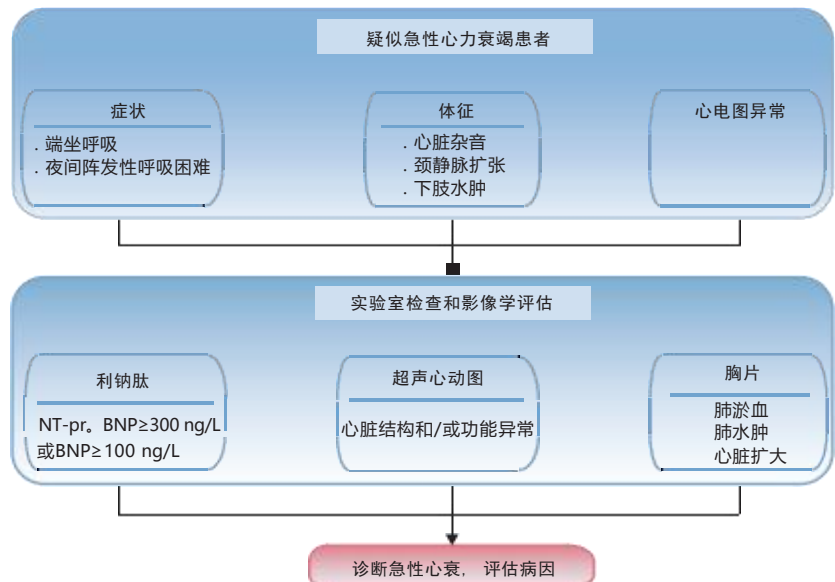 疑似急性心力衰竭患者
症状
. 端坐呼吸
. 夜间阵发性呼吸困难
体征
. 心脏杂音
. 颈静脉扩张
. 下肢水肿
心电图异常
实验室检查和影像学评估
利钠肽
NT-pr。BNP≥300 ng/L
或BNP≥100 ng/L
超声心动图
心脏结构和/或功能异常
胸片
肺淤血
肺水肿
心脏扩大
诊断急性心衰, 评估病因